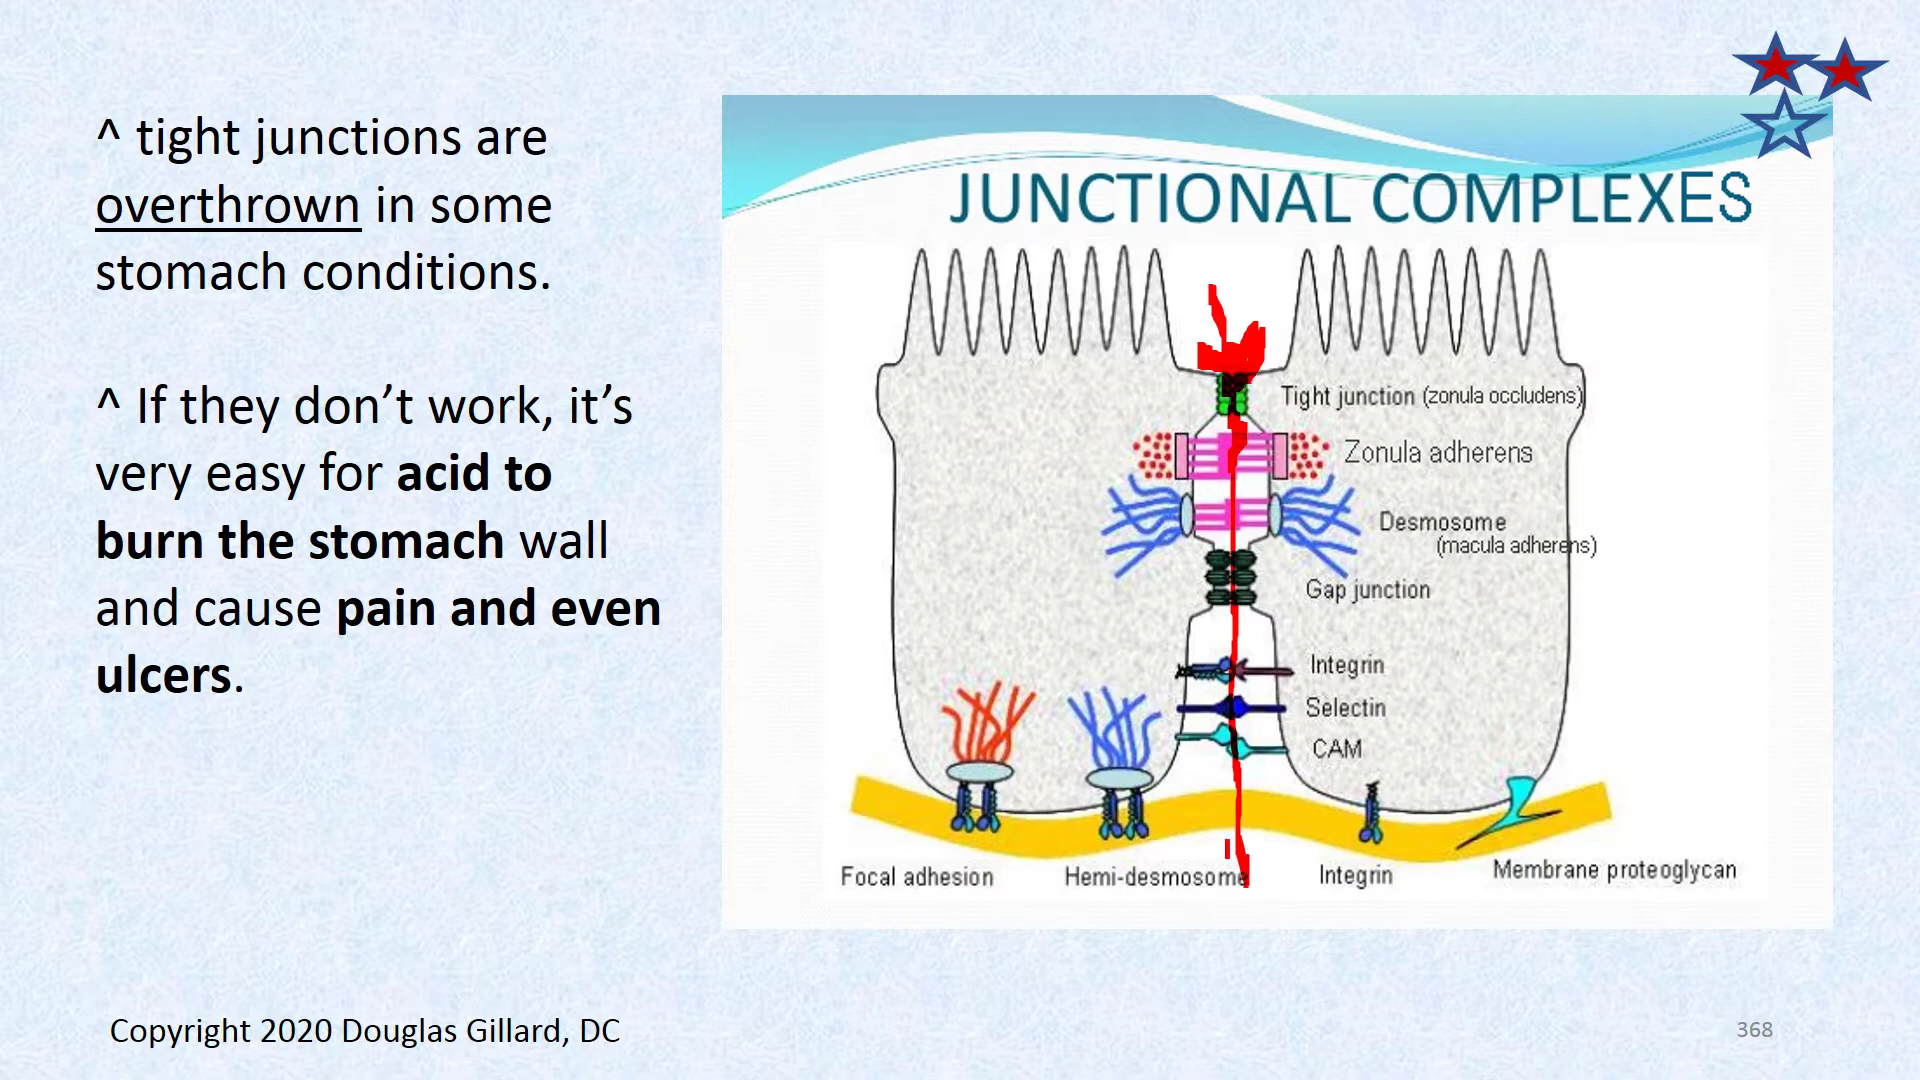 ^ tight junctions are
overthrown in some
stomach conditions.
^ If they don’t work, it’s
very easy for acid to
burn the stomach wall
and cause pain and even
ulcers.
JUNCTIONAL COMPLEXES
Tight junction (zonula occludens)
Zonula adherens
Desmosome
(macula adherens)
Gap junction
Integrin
Selectin
CAM
Focal adhesion
Hemi-desmosome
Integrin
Membrane proteoglycan
Copyright 2020 Douglas Gillard, DC
368